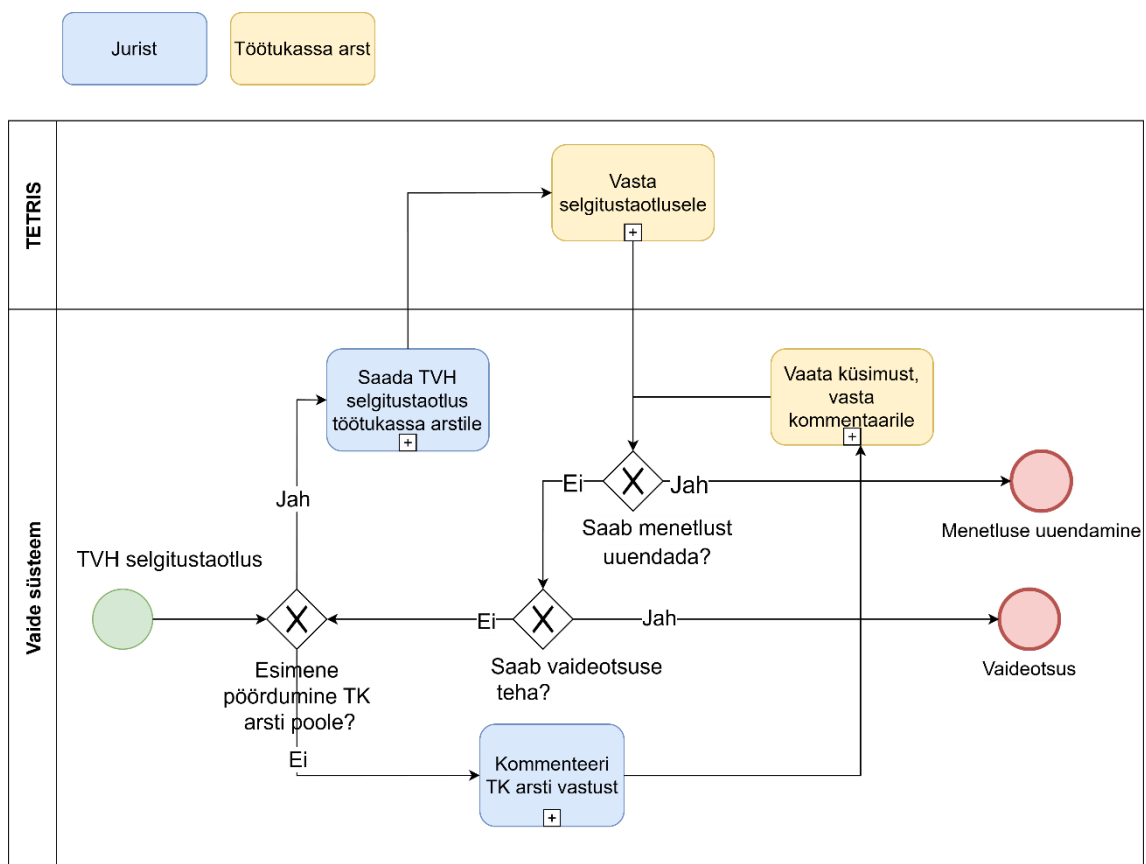 Jurist
Töötukassa arst
TETRIS
Vasta
selgitustaotlusele
Vaide süsteem
Saada TVH
selgitustaotlus
töötukassa arstile
Vaata küsimust,
vasta
kommentaarile
Ei
Jah
Jah
Saab menetlust
uuendada?
Menetluse uuendamine
TVH selgitustaotlus
Ei
Jah
Esimene
pöördumine TK
arsti poole?
Saab vaideotsuse
teha?
Vaideotsus
Ei
Kommenteeri
TK arsti vastust